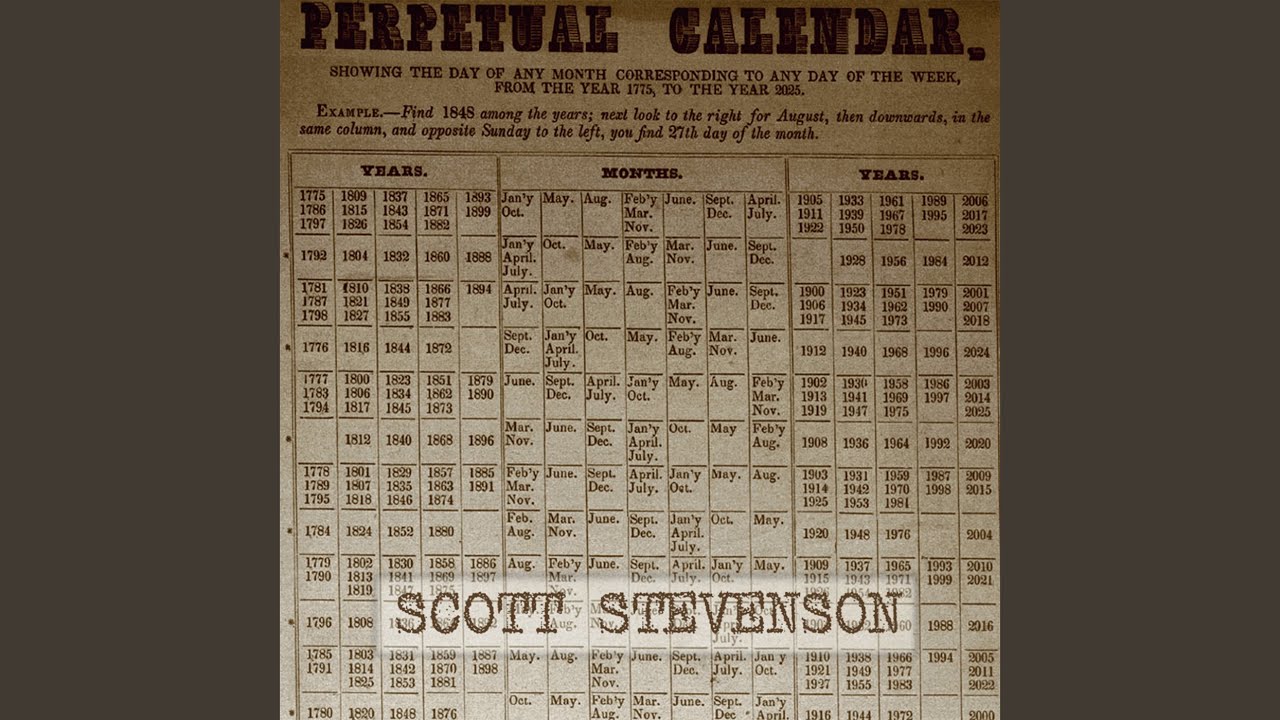 PERPETUAL CALENDAR,
SHOWING THE DAY OF ANY MONTH CORRESPONDING TO ANY DAY OF THE WEEK,
FROM THE YEAR 1775, TO THE YEAR 2025.
EXAMPLE.—Find 1848 among the years; next look to the right for August, then downwards, in the
same column, and opposite Sunday to the left, you find 27th day of the month.
YEARS. MONTHS. YEARS.
1775 1809 1837 1865 1893 Jan'y May. Aug. Feb'y June. Sept. April. 1905 1933 1961 1989 2006
1786 1815 1843 1871 1899 Oct. Mar. Dec. July. 1911 1939 1967 1995 2017
1797 1826 1854 1882 Nov. 1922 1950 1978 2023
Jan'y Oct. May. Feb'y Mar. June. Sept.
* 1792 1804 1832 1860 1888 April. Aug. Nov. Dec. 1928 1956 1984 2012
July.
1781 1810 1838 1866 1894 April. Jan'y May. Aug. Feb'y June. Sept. 1900 1923 1951 1979 2001
1787 1821 1849 1877 July. Oct. Mar. Dec. 1906 1934 1962 1990 2007
1798 1827 1855 1883 Nov. 1917 1945 1973 2018
Sept. Jan'y Oct. May. Feb'y Mar. June.
* 1776 1816 1844 1872 Dec. April. Aug. Nov. 1912 1940 1968 1996 2024
July.
1777 1800 1823 1851 1879 June. Sept. April. Jan'y May. Aug. Feb'y 1902 1930 1958 1986 2003
1783 1806 1834 1862 1890 Dec. July. Oct. Mar. 1913 1941 1969 1997 2014
1794 1817 1845 1873 Nov. 1919 1947 1975 2025
Mar. June. Sept. Jan'y Oct. May Feb'y
* 1812 1840 1868 1896 Nov. Dec. April. Aug. 1908 1936 1964 1992 2020
July.
1778 1801 1829 1857 1885 Feb'y June. Sept. April. Jan'y May. Aug. 1903 1931 1959 1987 2009
1789 1807 1835 1863 1891 Mar. Dec. July. Oct. 1914 1942 1970 1998 2015
1795 1818 1846 1874 Nov. 1925 1953 1981
Feb. Mar. June. Sept. Jan'y Oct. May.
* 1784 1824 1852 1880 Aug. Nov. Dec. April. 1920 1948 1976 2004
July.
1779 1802 1830 1858 1886 Aug. Feb'y June. Sept. April. Jan'y May. 1909 1937 1965 1993 2010
1790 1813 1841 1869 1897 Mar. Dec. July. Oct. 1915 1943 1971 1999 2021
1819 1847 1875
SCOTT STEVENSON
* 1796 1808 1988 2016
1785 1803 1831 1859 1887 May. Aug. Feb'y June. Sept. April. Jan y 1910 1938 1966 1994 2005
1791 1814 1842 1870 1898 Mar. Dec. July. Oct. 1921 1949 1977 2011
1825 1853 1881 Nov. 1927 1955 1983 2022
Oct. May. Feb'y Mar. June. Sept Jan'y
* 1780 1820 1848 1876 Aug. Nov. Dec April. 1916 1944 1972 2000